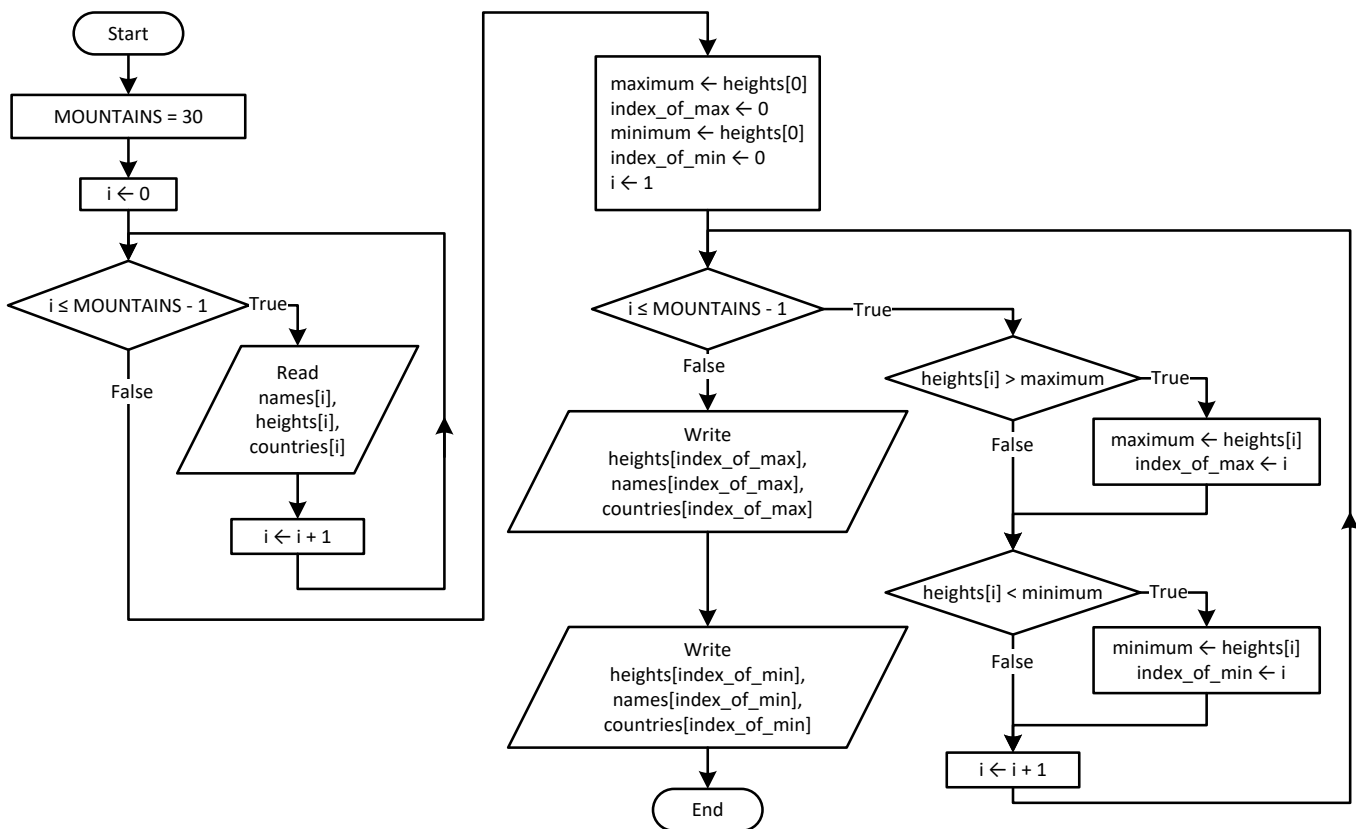 Start
MOUNTAINS = 30
i ← 0
i ≤ MOUNTAINS - 1
True
False
Read
names[i],
heights[i],
countries[i]
i ← i + 1
maximum ← heights[0]
index_of_max ← 0
minimum ← heights[0]
index_of_min ← 0
i ← 1
i ≤ MOUNTAINS - 1
True
False
heights[i] > maximum
True
False
maximum ← heights[i]
index_of_max ← i
heights[i] < minimum
True
False
minimum ← heights[i]
index_of_min ← i
i ← i + 1
Write
heights[index_of_max],
names[index_of_max],
countries[index_of_max]
Write
heights[index_of_min],
names[index_of_min],
countries[index_of_min]
End